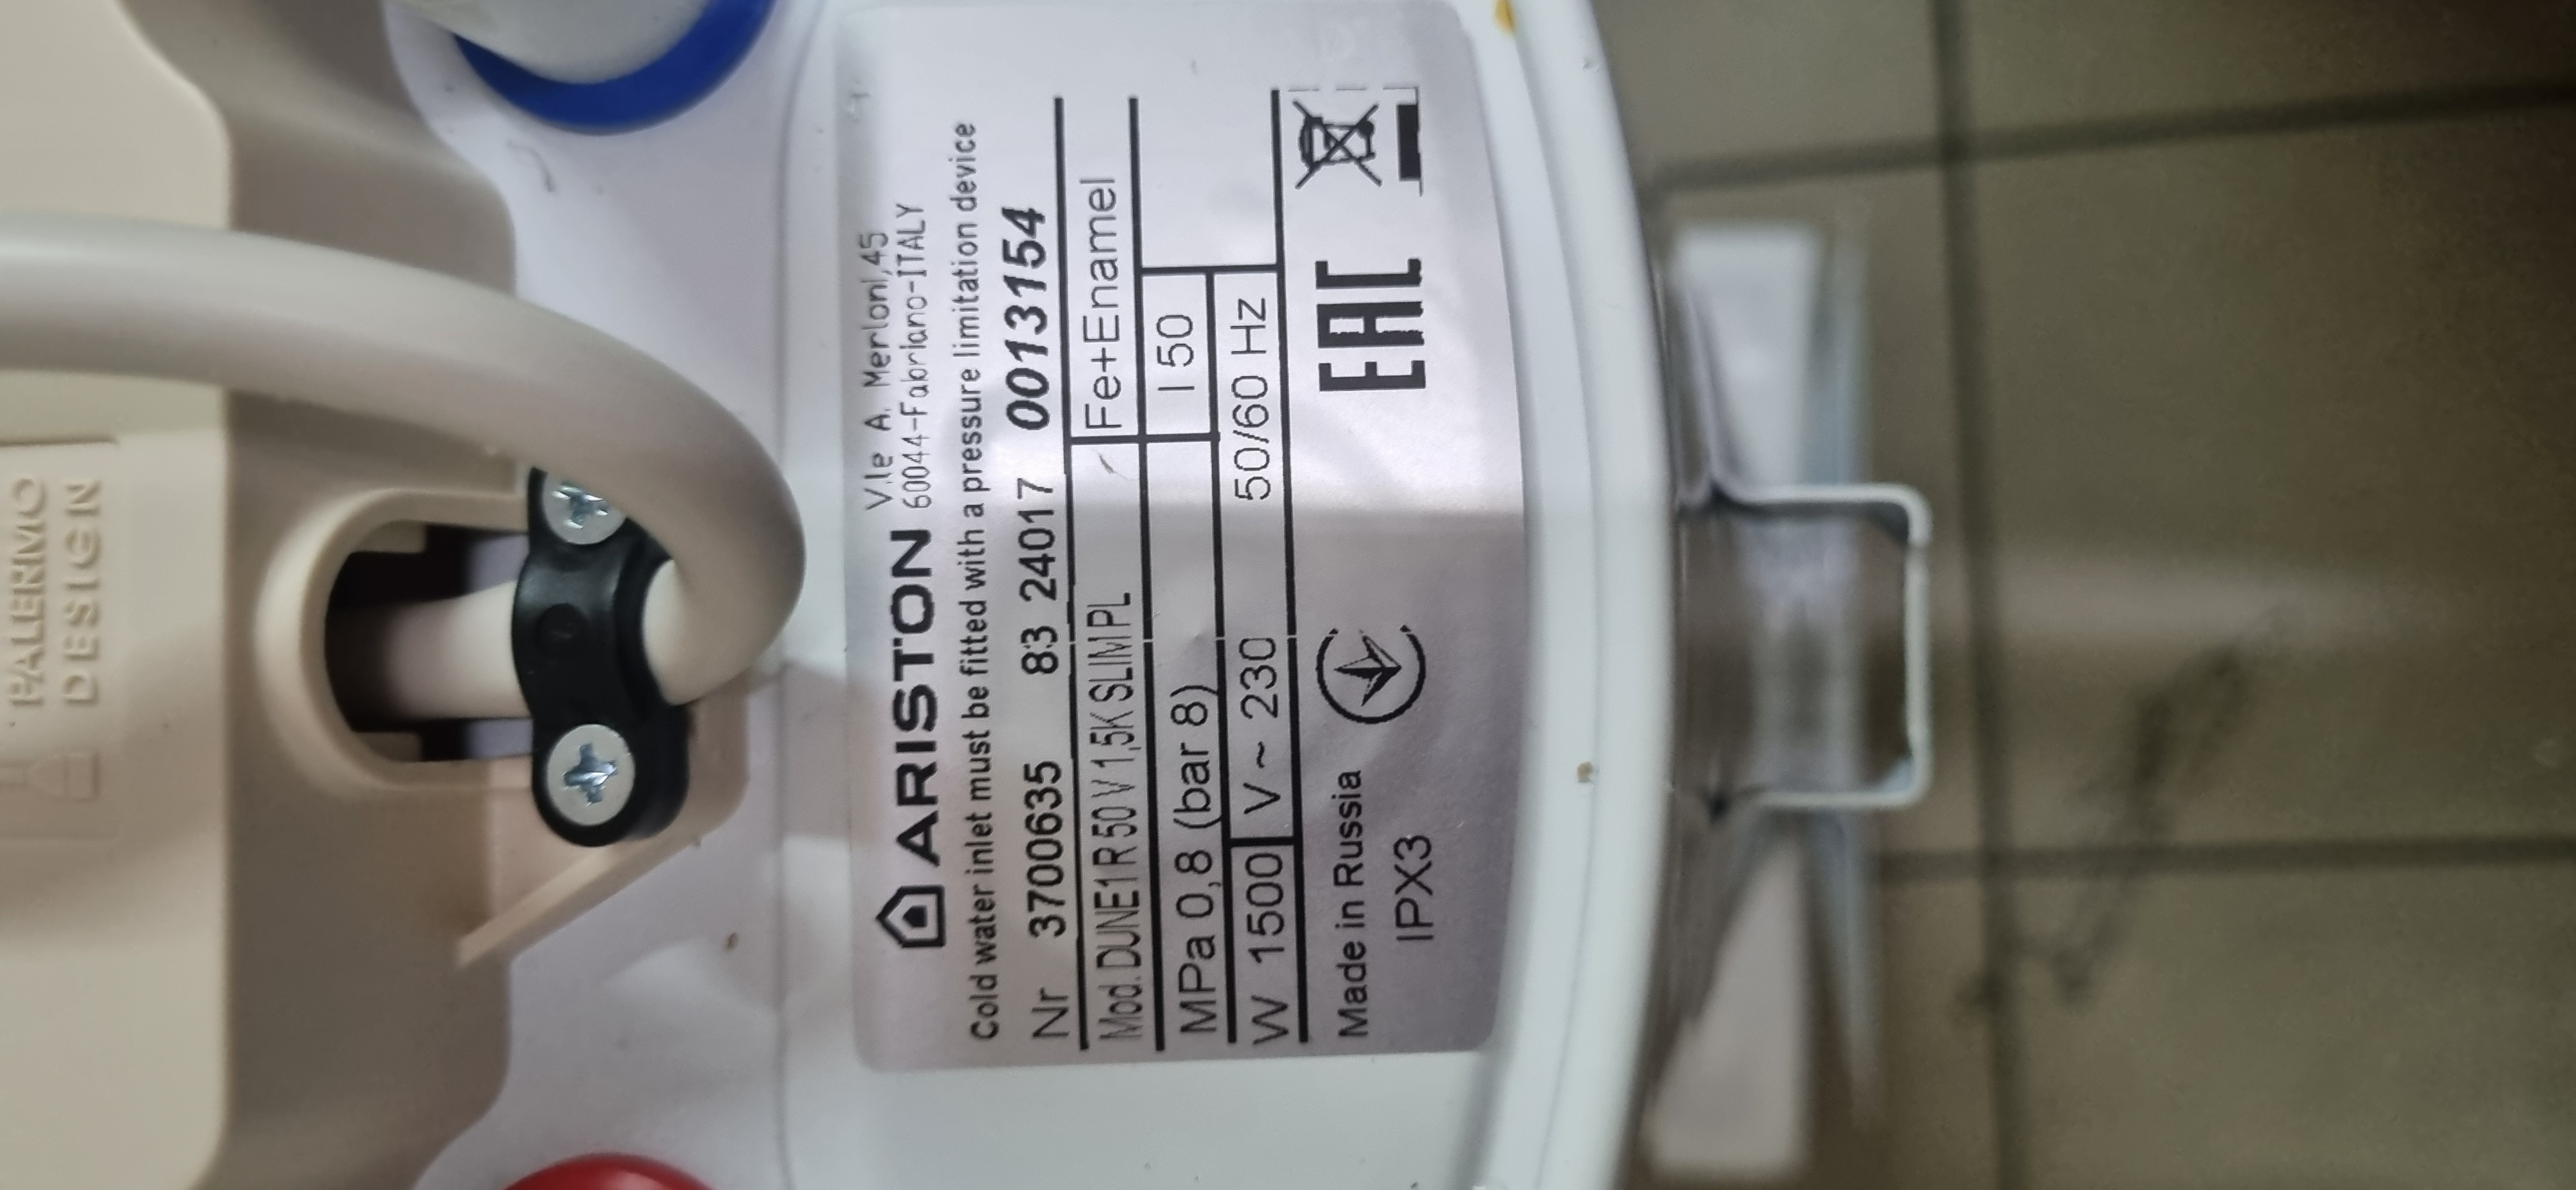 PALERMO
DESIGN
ARISTON
V.le A. Merloni,45
60044-Fabriano-ITALY
Cold water inlet must be fitted with a pressure limitation device
Nr 3700635 83 24017 0013154
Mod. DUNE1 R 50 V 1,5K SLIM PL Fe+Enamel
MPa 0,8 (bar 8) l 50
W 1500 V~ 230 50/60 Hz
Made in Russia EAC
IPX3